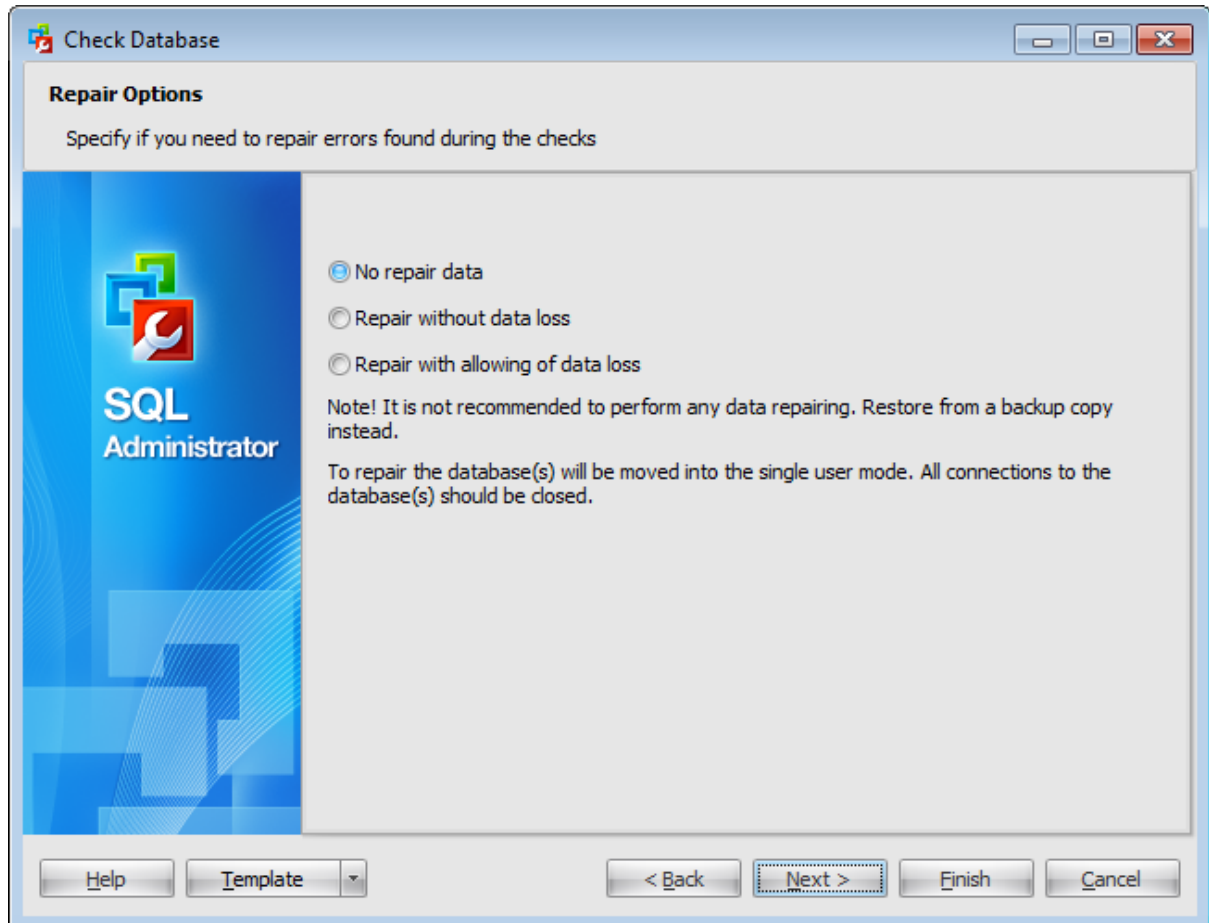 Check Database
Repair Options
Specify if you need to repair errors found during the checks
SQL
Administrator
No repair data
Repair without data loss
Repair with allowing of data loss
Note! It is not recommended to perform any data repairing. Restore from a backup copy
instead.
To repair the database(s) will be moved into the single user mode. All connections to the
database(s) should be closed.
Help Template < Back Next > Finish Cancel